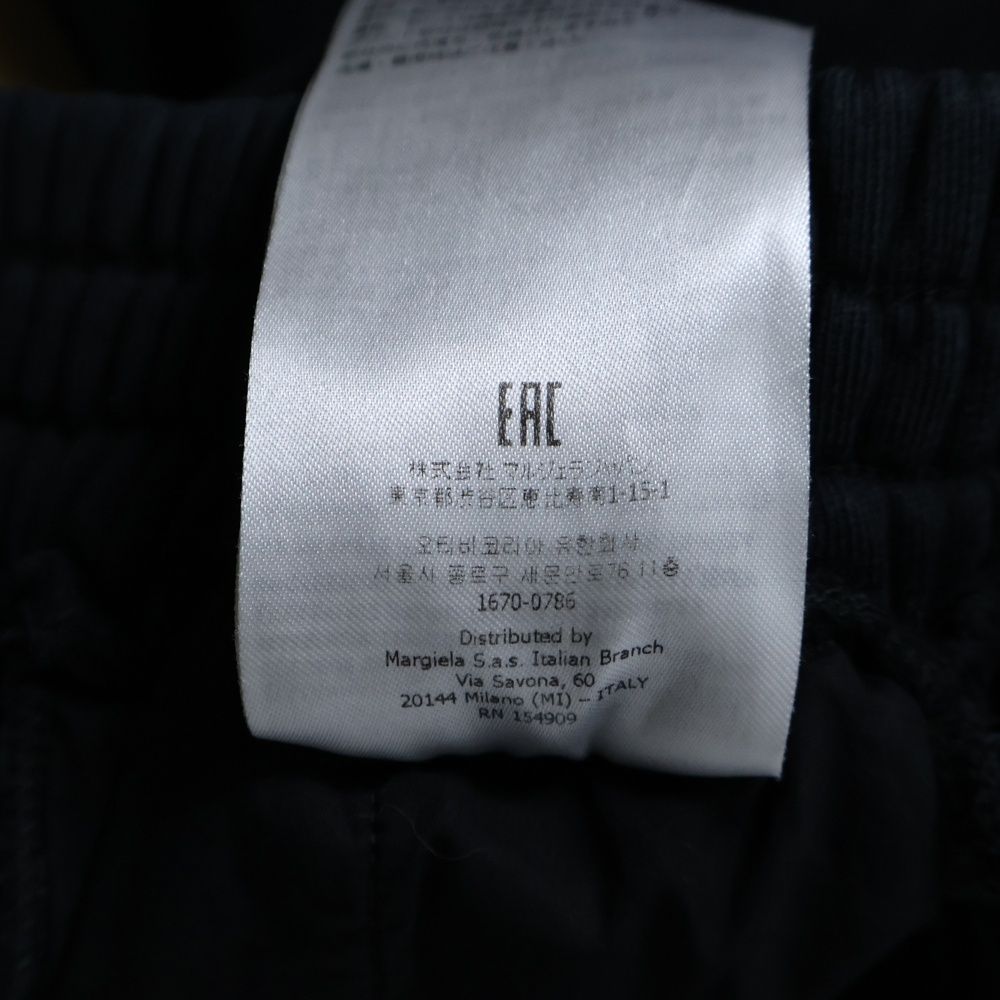 EAC
株式会社 マルジェラ ジャパン
東京都渋谷区恵比寿南1-15-1
오티비코리아 유한회사
서울시 종로구 새문안로76 11층
1670-0786
Distributed by
Margiela S.a.s. Italian Branch
Via Savona, 60
20144 Milano (MI) – ITALY
RN 154909